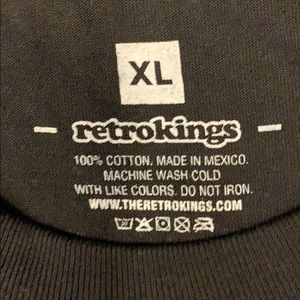 XL
retrokings
100% COTTON. MADE IN MEXICO.
MACHINE WASH COLD
WITH LIKE COLORS. DO NOT IRON.
WWW.THERETROKINGS.COM